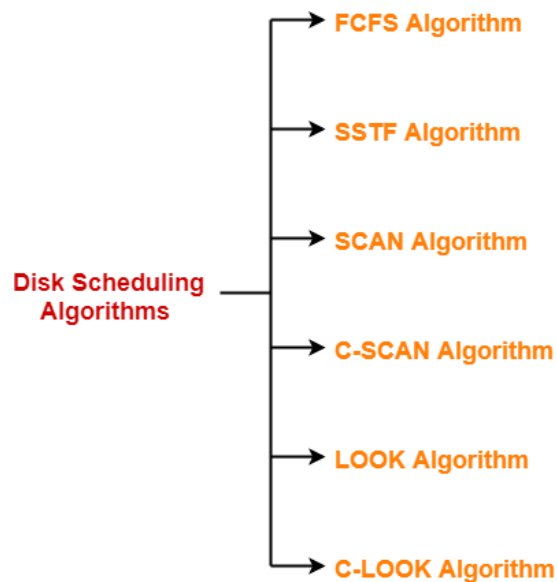 FCFS Algorithm
SSTF Algorithm
SCAN Algorithm
Disk Scheduling
Algorithms
C-SCAN Algorithm
LOOK Algorithm
C-LOOK Algorithm